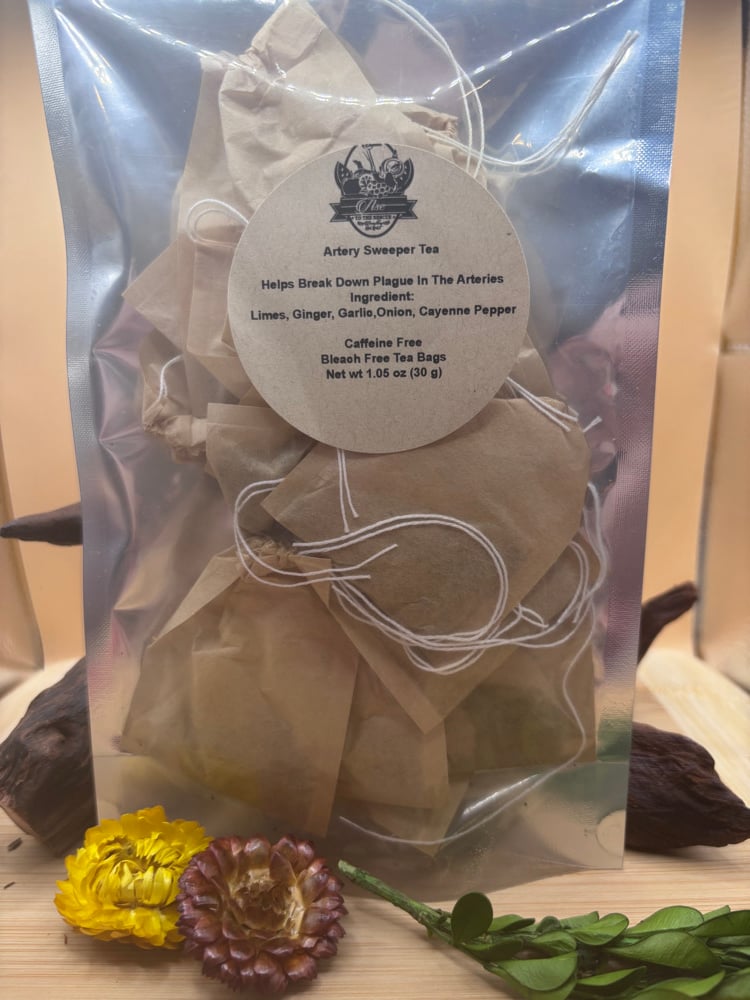 Ase
Artery Sweeper Tea
Helps Break Down Plague In The Arteries
Ingredient:
Limes, Ginger, Garlic,Onion, Cayenne Pepper
Caffeine Free
Bleach Free Tea Bags
Net wt 1.05 oz (30 g)